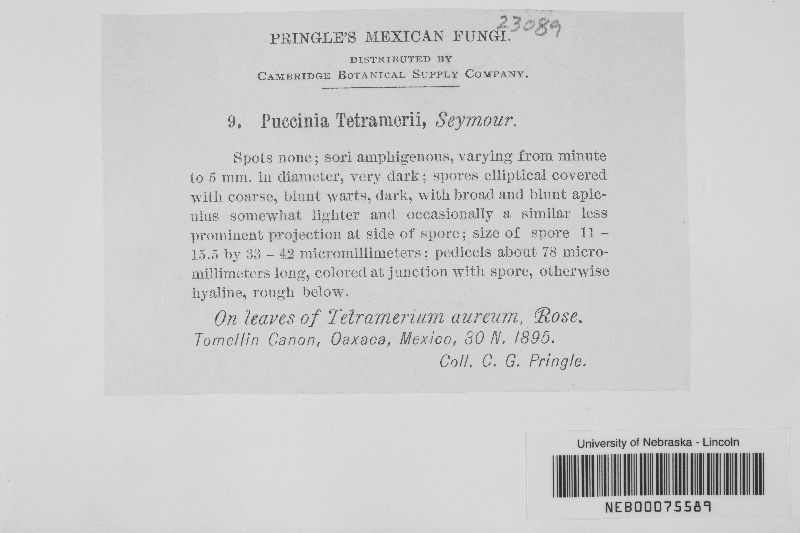 23089
PRINGLE'S MEXICAN FUNGI.
DISTRIBUTED BY
CAMBRIDGE BOTANICAL SUPPLY COMPANY.
9. Puccinia Tetramerii, Seymour.
Spots none; sori amphigenous, varying from minute
to 5 mm. in diameter, very dark; spores elliptical covered
with coarse, blunt warts, dark, with broad and blunt apic-
ulus somewhat lighter and occasionally a similar less
prominent projection at side of spore; size of spore 11 –
15.5 by 33 – 42 micromillimeters; pedicels about 78 micro-
millimeters long, colored at junction with spore, otherwise
hyaline, rough below.
On leaves of Tetramerium aureum, Rose.
Tomellin Canon, Oaxaca, Mexico, 30 N. 1895.
Coll. C. G. Pringle.
University of Nebraska - Lincoln
NEB00075589